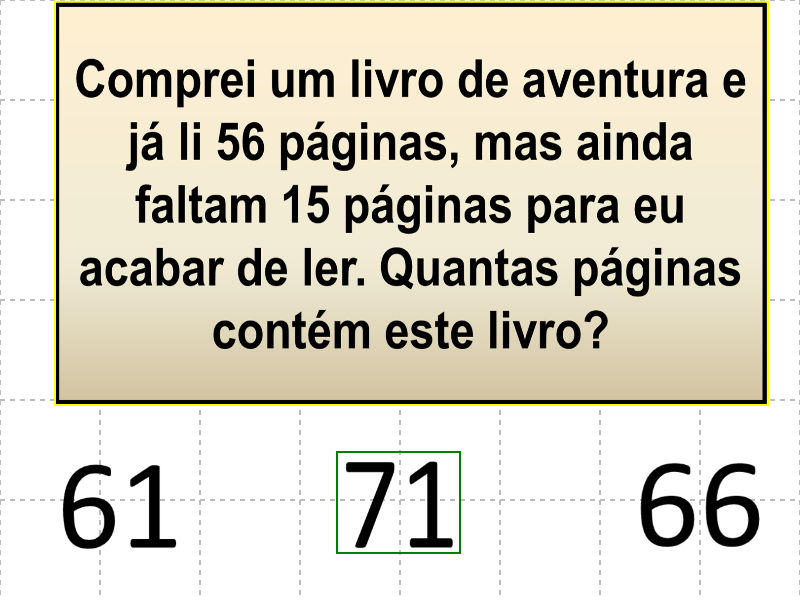 Comprei um livro de aventura e
já li 56 páginas, mas ainda
faltam 15 páginas para eu
acabar de ler. Quantas páginas
contém este livro?
61 71 66